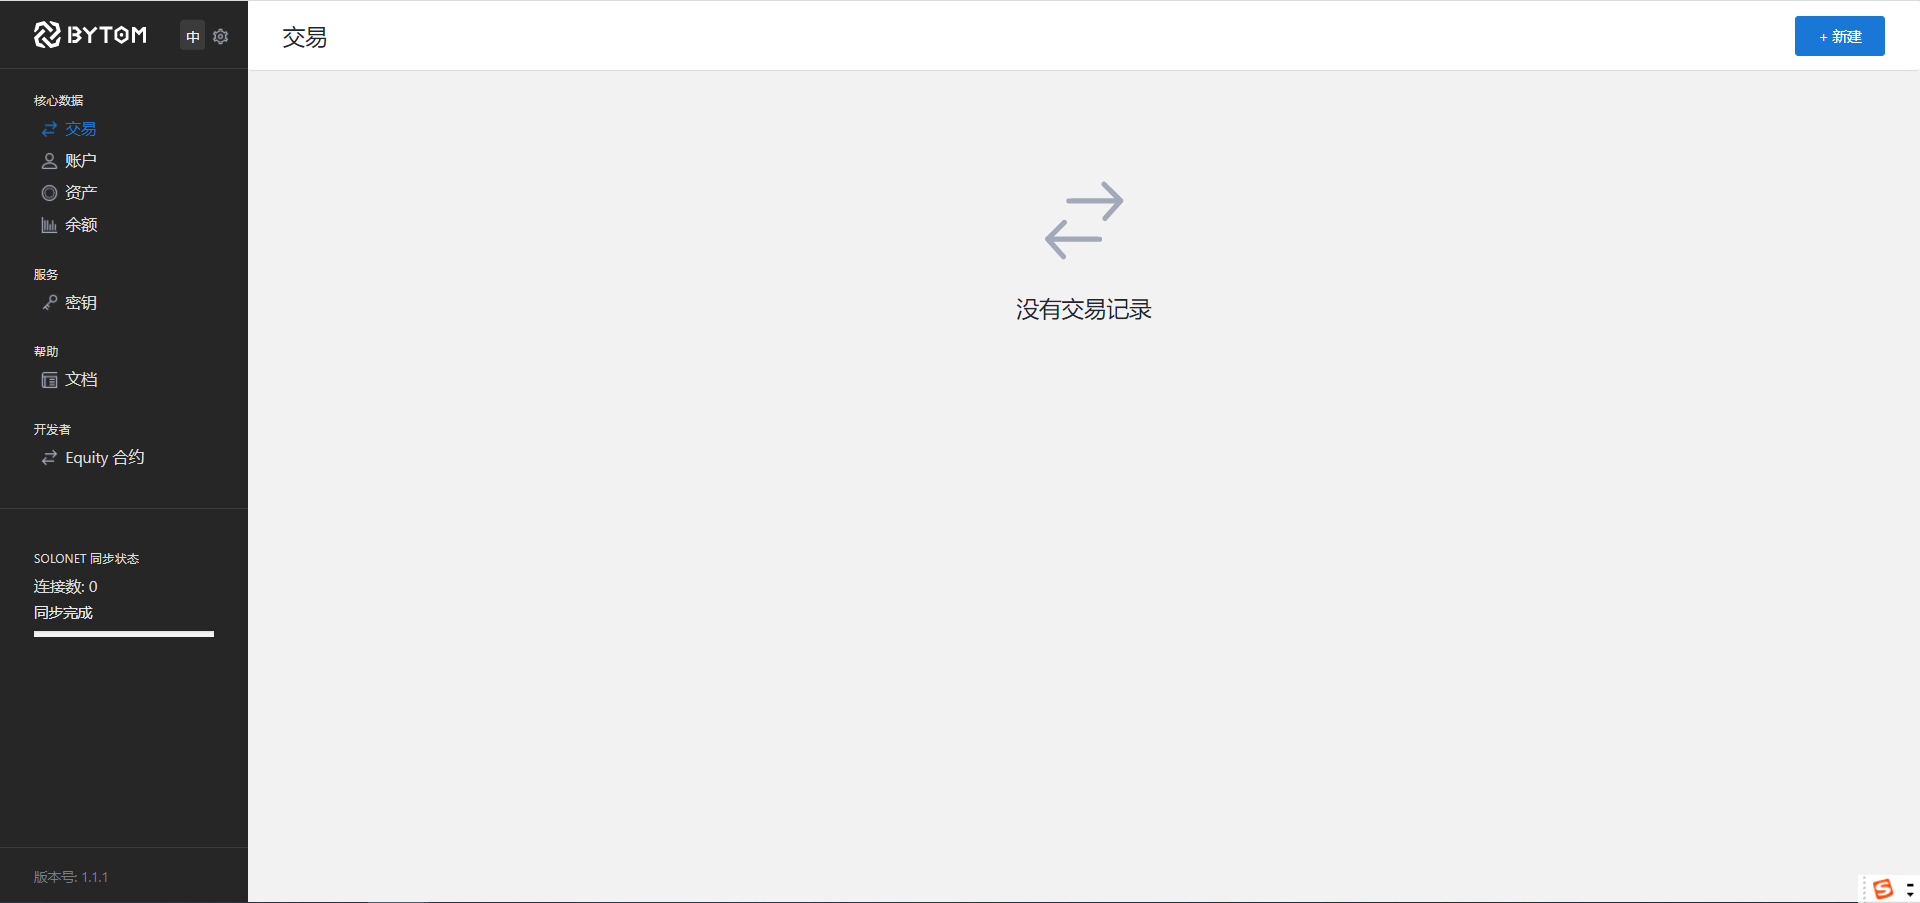 BYTOM
中
交易
+ 新建
核心数据
交易
账户
资产
余额
服务
密钥
帮助
文档
开发者
Equity 合约
SOLONET 同步状态
连接数: 0
同步完成
版本号: 1.1.1
没有交易记录